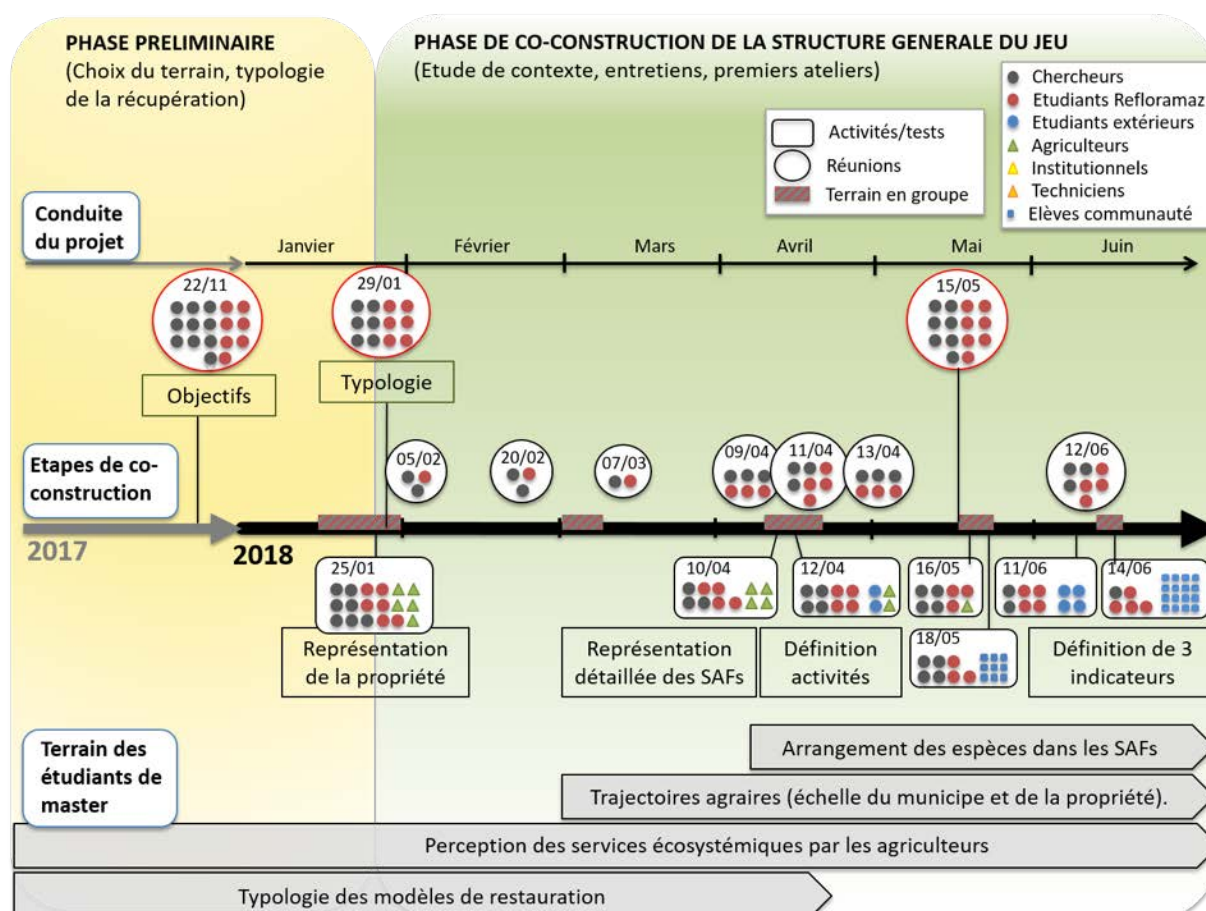 PHASE PRELIMINAIRE
(Choix du terrain, typologie
de la récupération)
PHASE DE CO-CONSTRUCTION DE LA STRUCTURE GENERALE DU JEU
(Etude de contexte, entretiens, premiers ateliers)
Activités/tests
Réunions
Terrain en groupe
Chercheurs
Etudiants Refloramaz
Etudiants extérieurs
Agriculteurs
Institutionnels
Techniciens
Elèves communauté
Conduite
du projet
Janvier
Février
Mars
Avril
Mai
Juin
22/11
29/01
15/05
Objectifs
Typologie
Etapes de co-
construction
05/02
20/02
07/03
09/04
11/04
13/04
12/06
2017
2018
25/01
10/04
12/04
16/05
11/06
14/06
18/05
Représentation
de la propriété
Représentation
détaillée des SAFs
Définition
activités
Définition de 3
indicateurs
Terrain des
étudiants de
master
Arrangement des espèces dans les SAFs
Trajectoires agraires (échelle du municipe et de la propriété).
Perception des services écosystémiques par les agriculteurs
Typologie des modèles de restauration